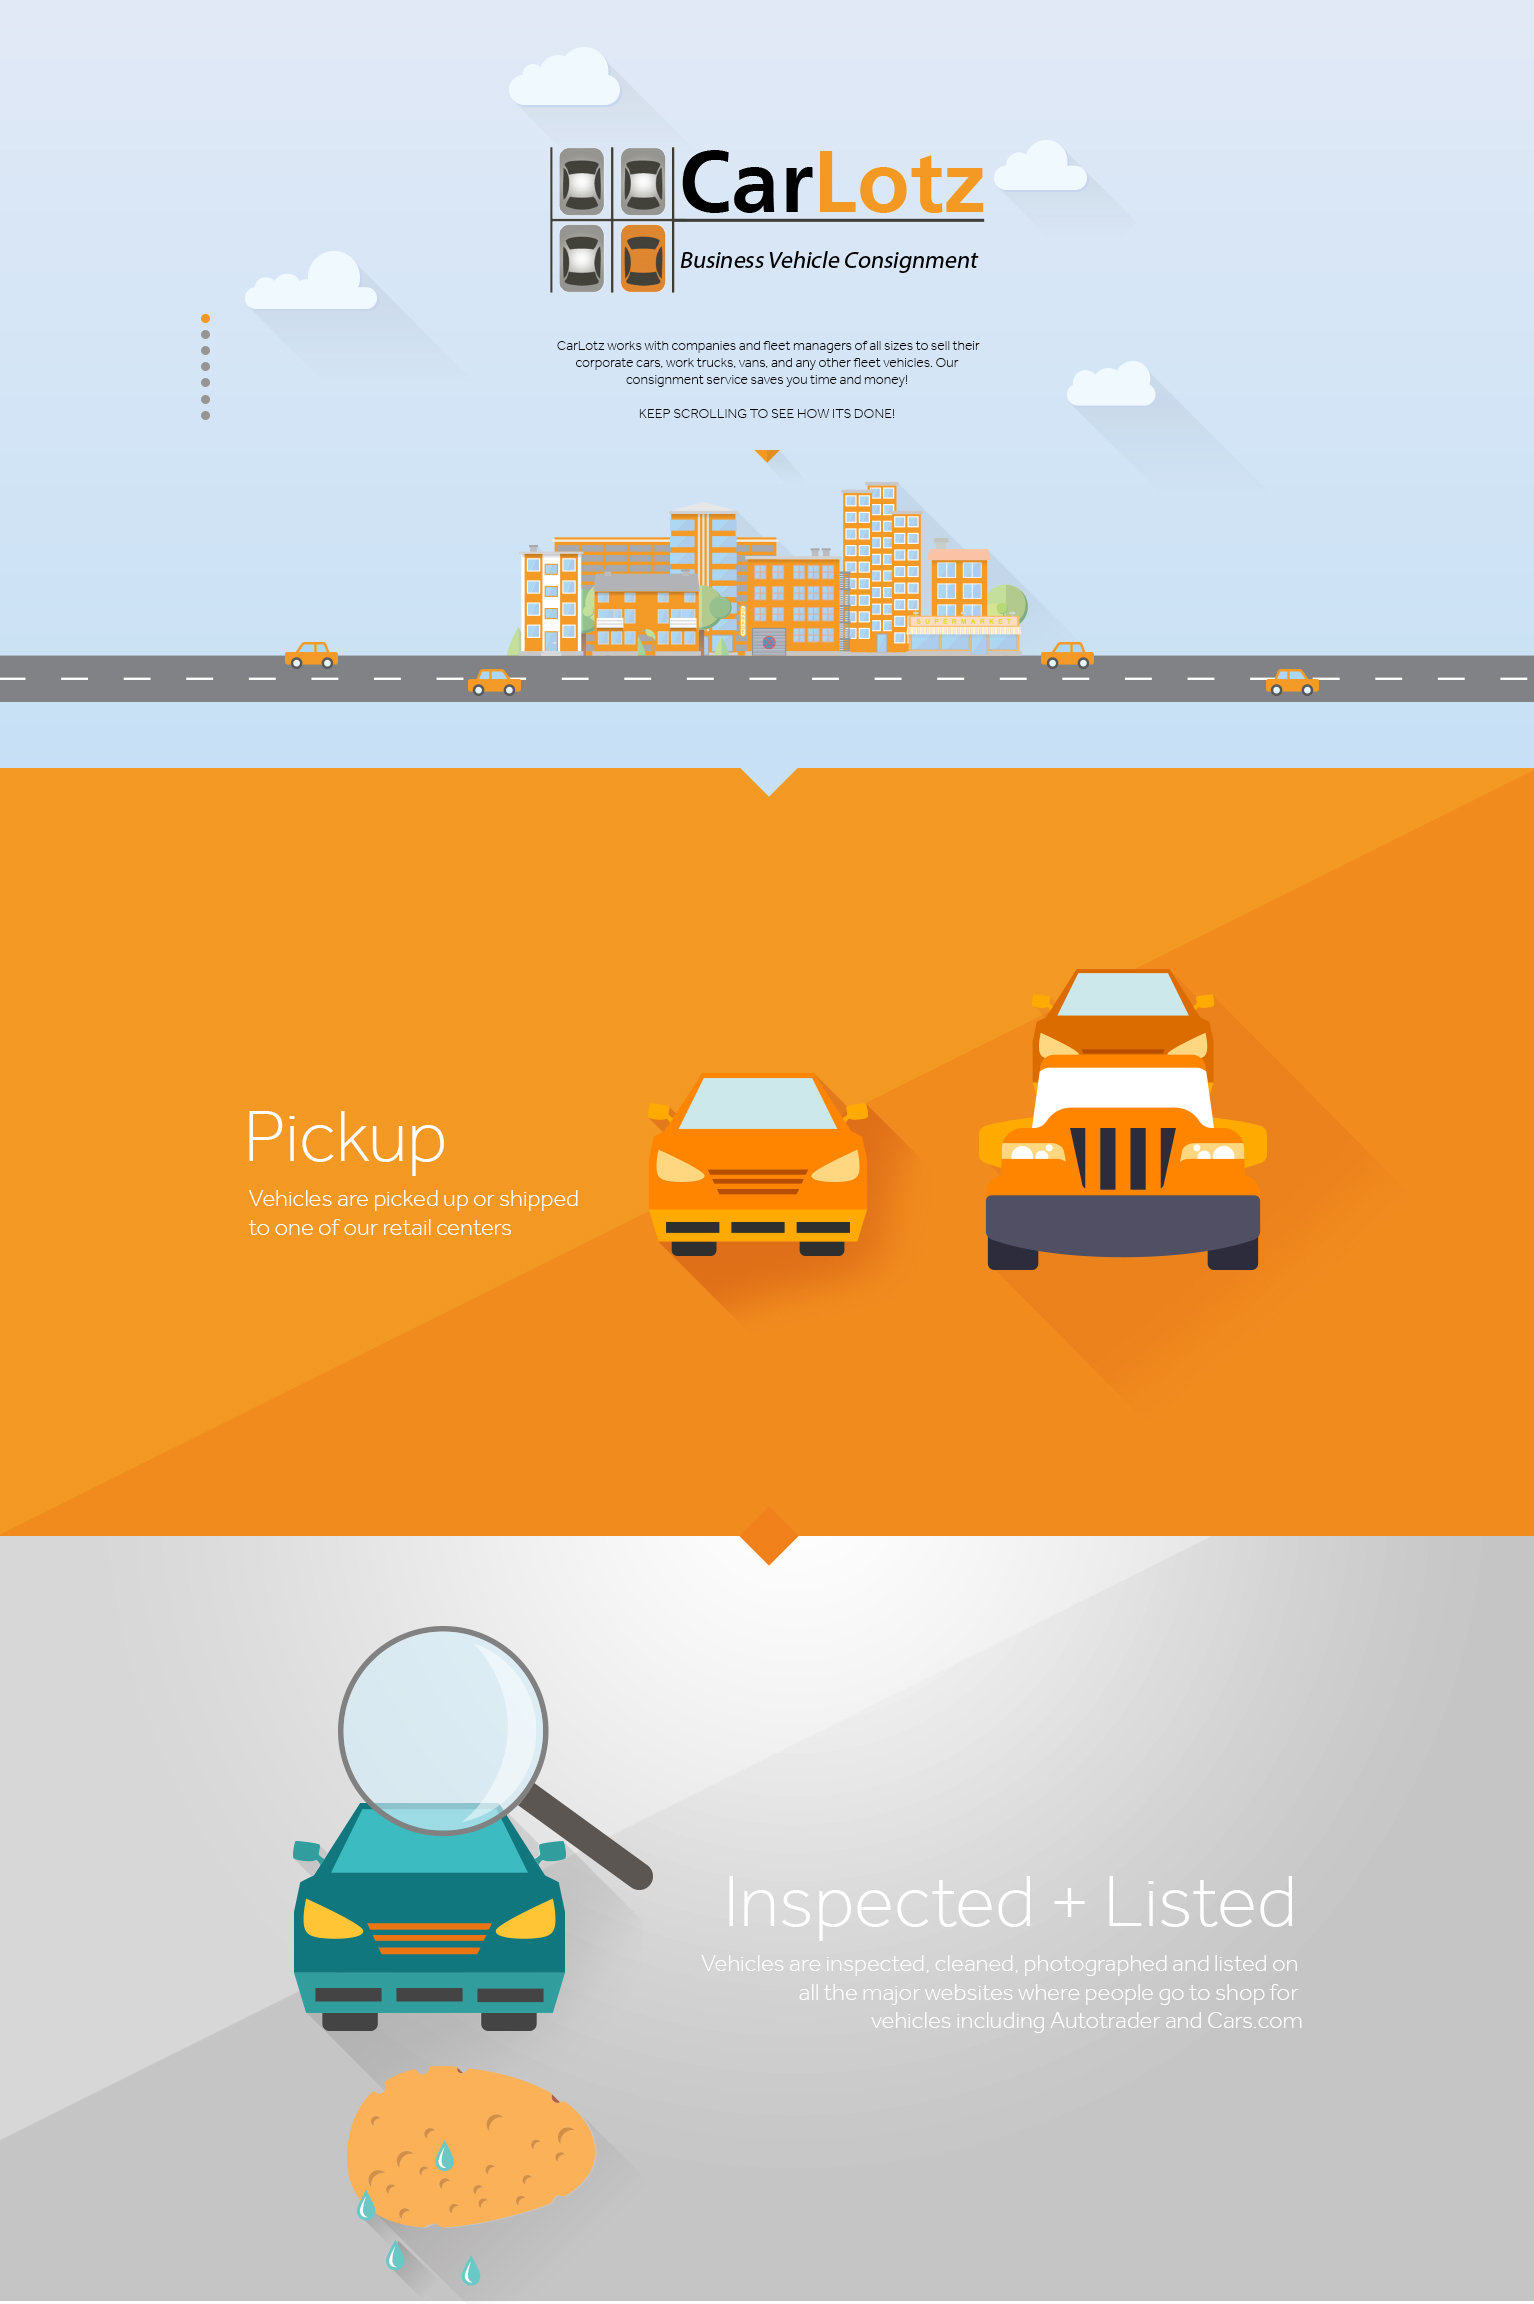 CarLotz
Business Vehicle Consignment
CarLotz works with companies and fleet managers of all sizes to sell their
corporate cars, work trucks, vans, and any other fleet vehicles. Our
consignment service saves you time and money!
KEEP SCROLLING TO SEE HOW ITS DONE!
SUPERMARKET
Pickup
Vehicles are picked up or shipped
to one of our retail centers
Inspected + Listed
Vehicles are inspected, cleaned, photographed and listed on
all the major websites where people go to shop for
vehicles including Autotrader and Cars.com